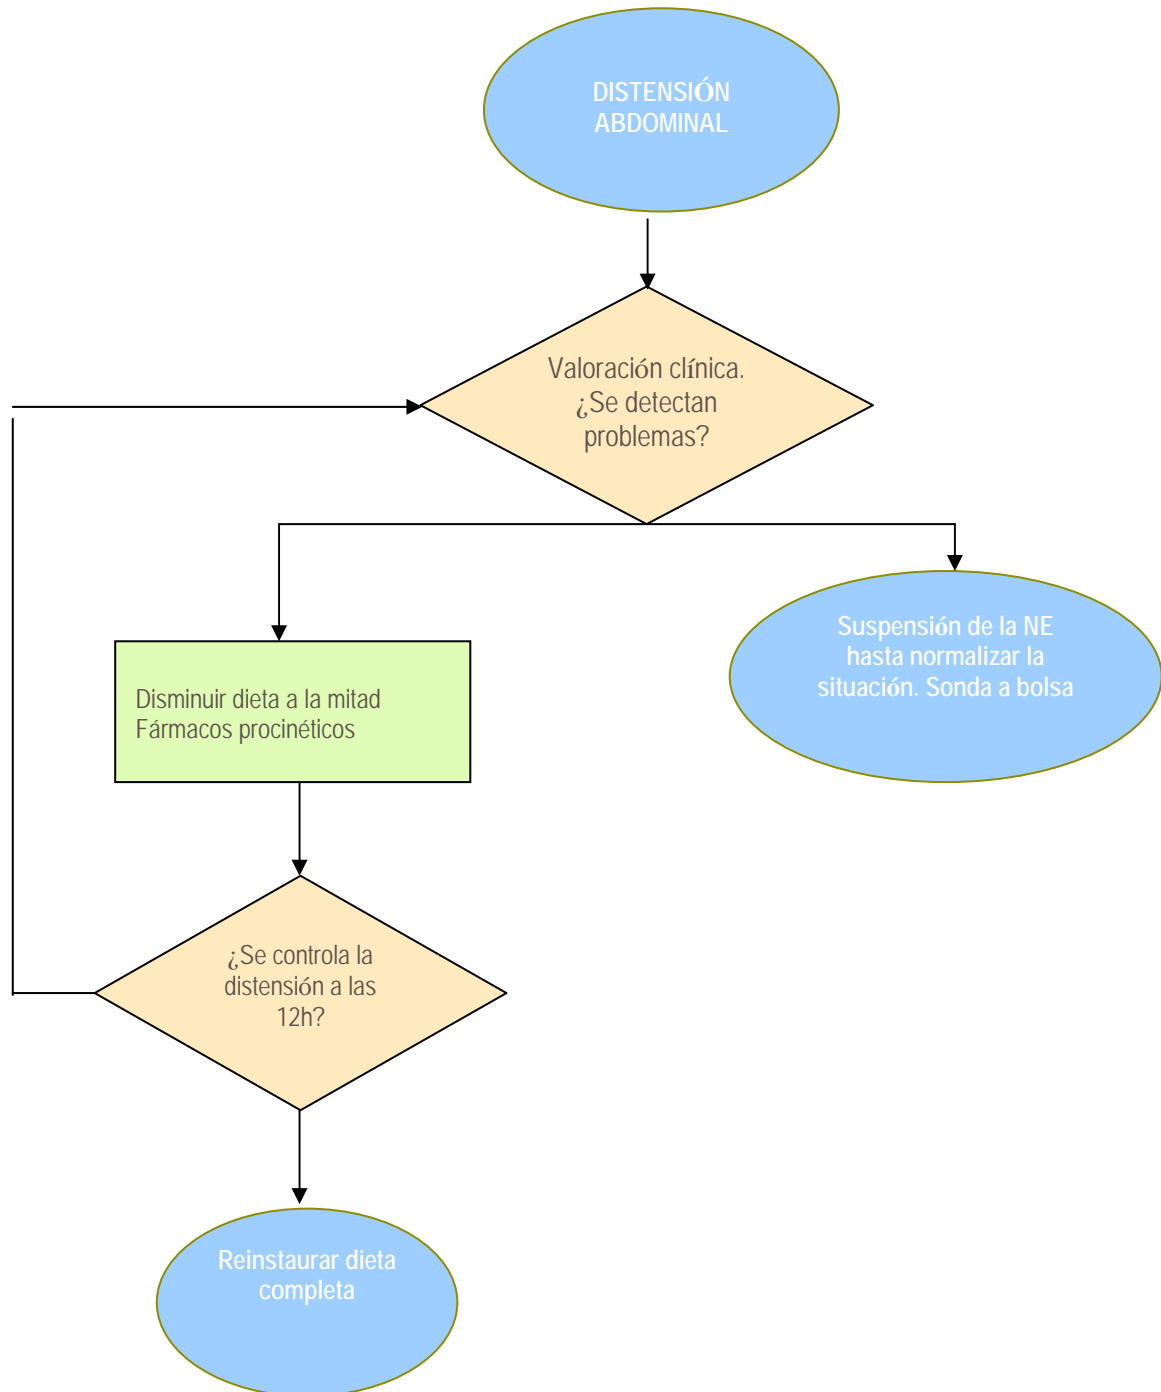 DISTENSIÓN
ABDOMINAL
Valoración clínica.
¿Se detectan
problemas?
Suspensión de la NE
hasta normalizar la
situación. Sonda a bolsa
Disminuir dieta a la mitad
Fármacos procinéticos
¿Se controla la
distensión a las
12h?
Reinstaurar dieta
completa